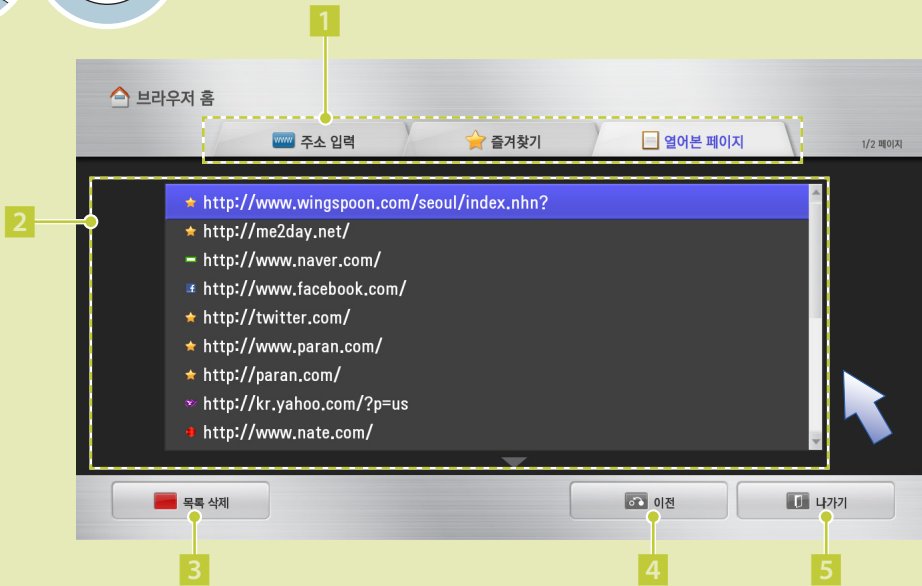 1
브라우저 홈
www 주소 입력
즐겨찾기
열어본 페이지
1/2 페이지
2
http://www.wingspoon.com/seoul/index.nhn?
http://me2day.net/
http://www.naver.com/
http://www.facebook.com/
http://twitter.com/
http://www.paran.com/
http://paran.com/
http://kr.yahoo.com/?p=us
http://www.nate.com/
목록 삭제
이전
나가기
3
4
5